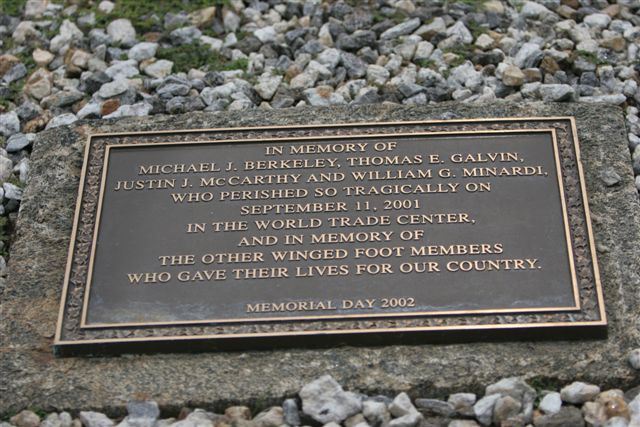 IN MEMORY OF
MICHAEL J. BERKELEY, THOMAS E. GALVIN,
JUSTIN J. MCCARTHY AND WILLIAM G. MINARDI,
WHO PERISHED SO TRAGICALLY ON
SEPTEMBER 11, 2001
IN THE WORLD TRADE CENTER,
AND IN MEMORY OF
THE OTHER WINGED FOOT MEMBERS
WHO GAVE THEIR LIVES FOR OUR COUNTRY.
MEMORIAL DAY 2002